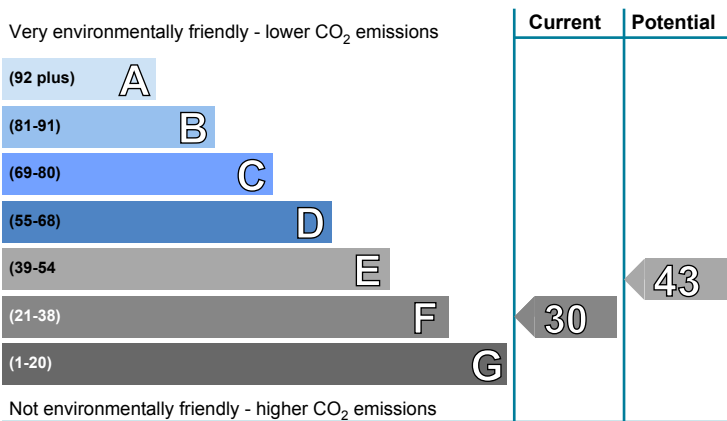 Very environmentally friendly - lower CO2 emissions
Current
Potential
(92 plus) A
(81-91) B
(69-80) C
(55-68) D
(39-54 E
43
(21-38) F
30
(1-20) G
Not environmentally friendly - higher CO2 emissions